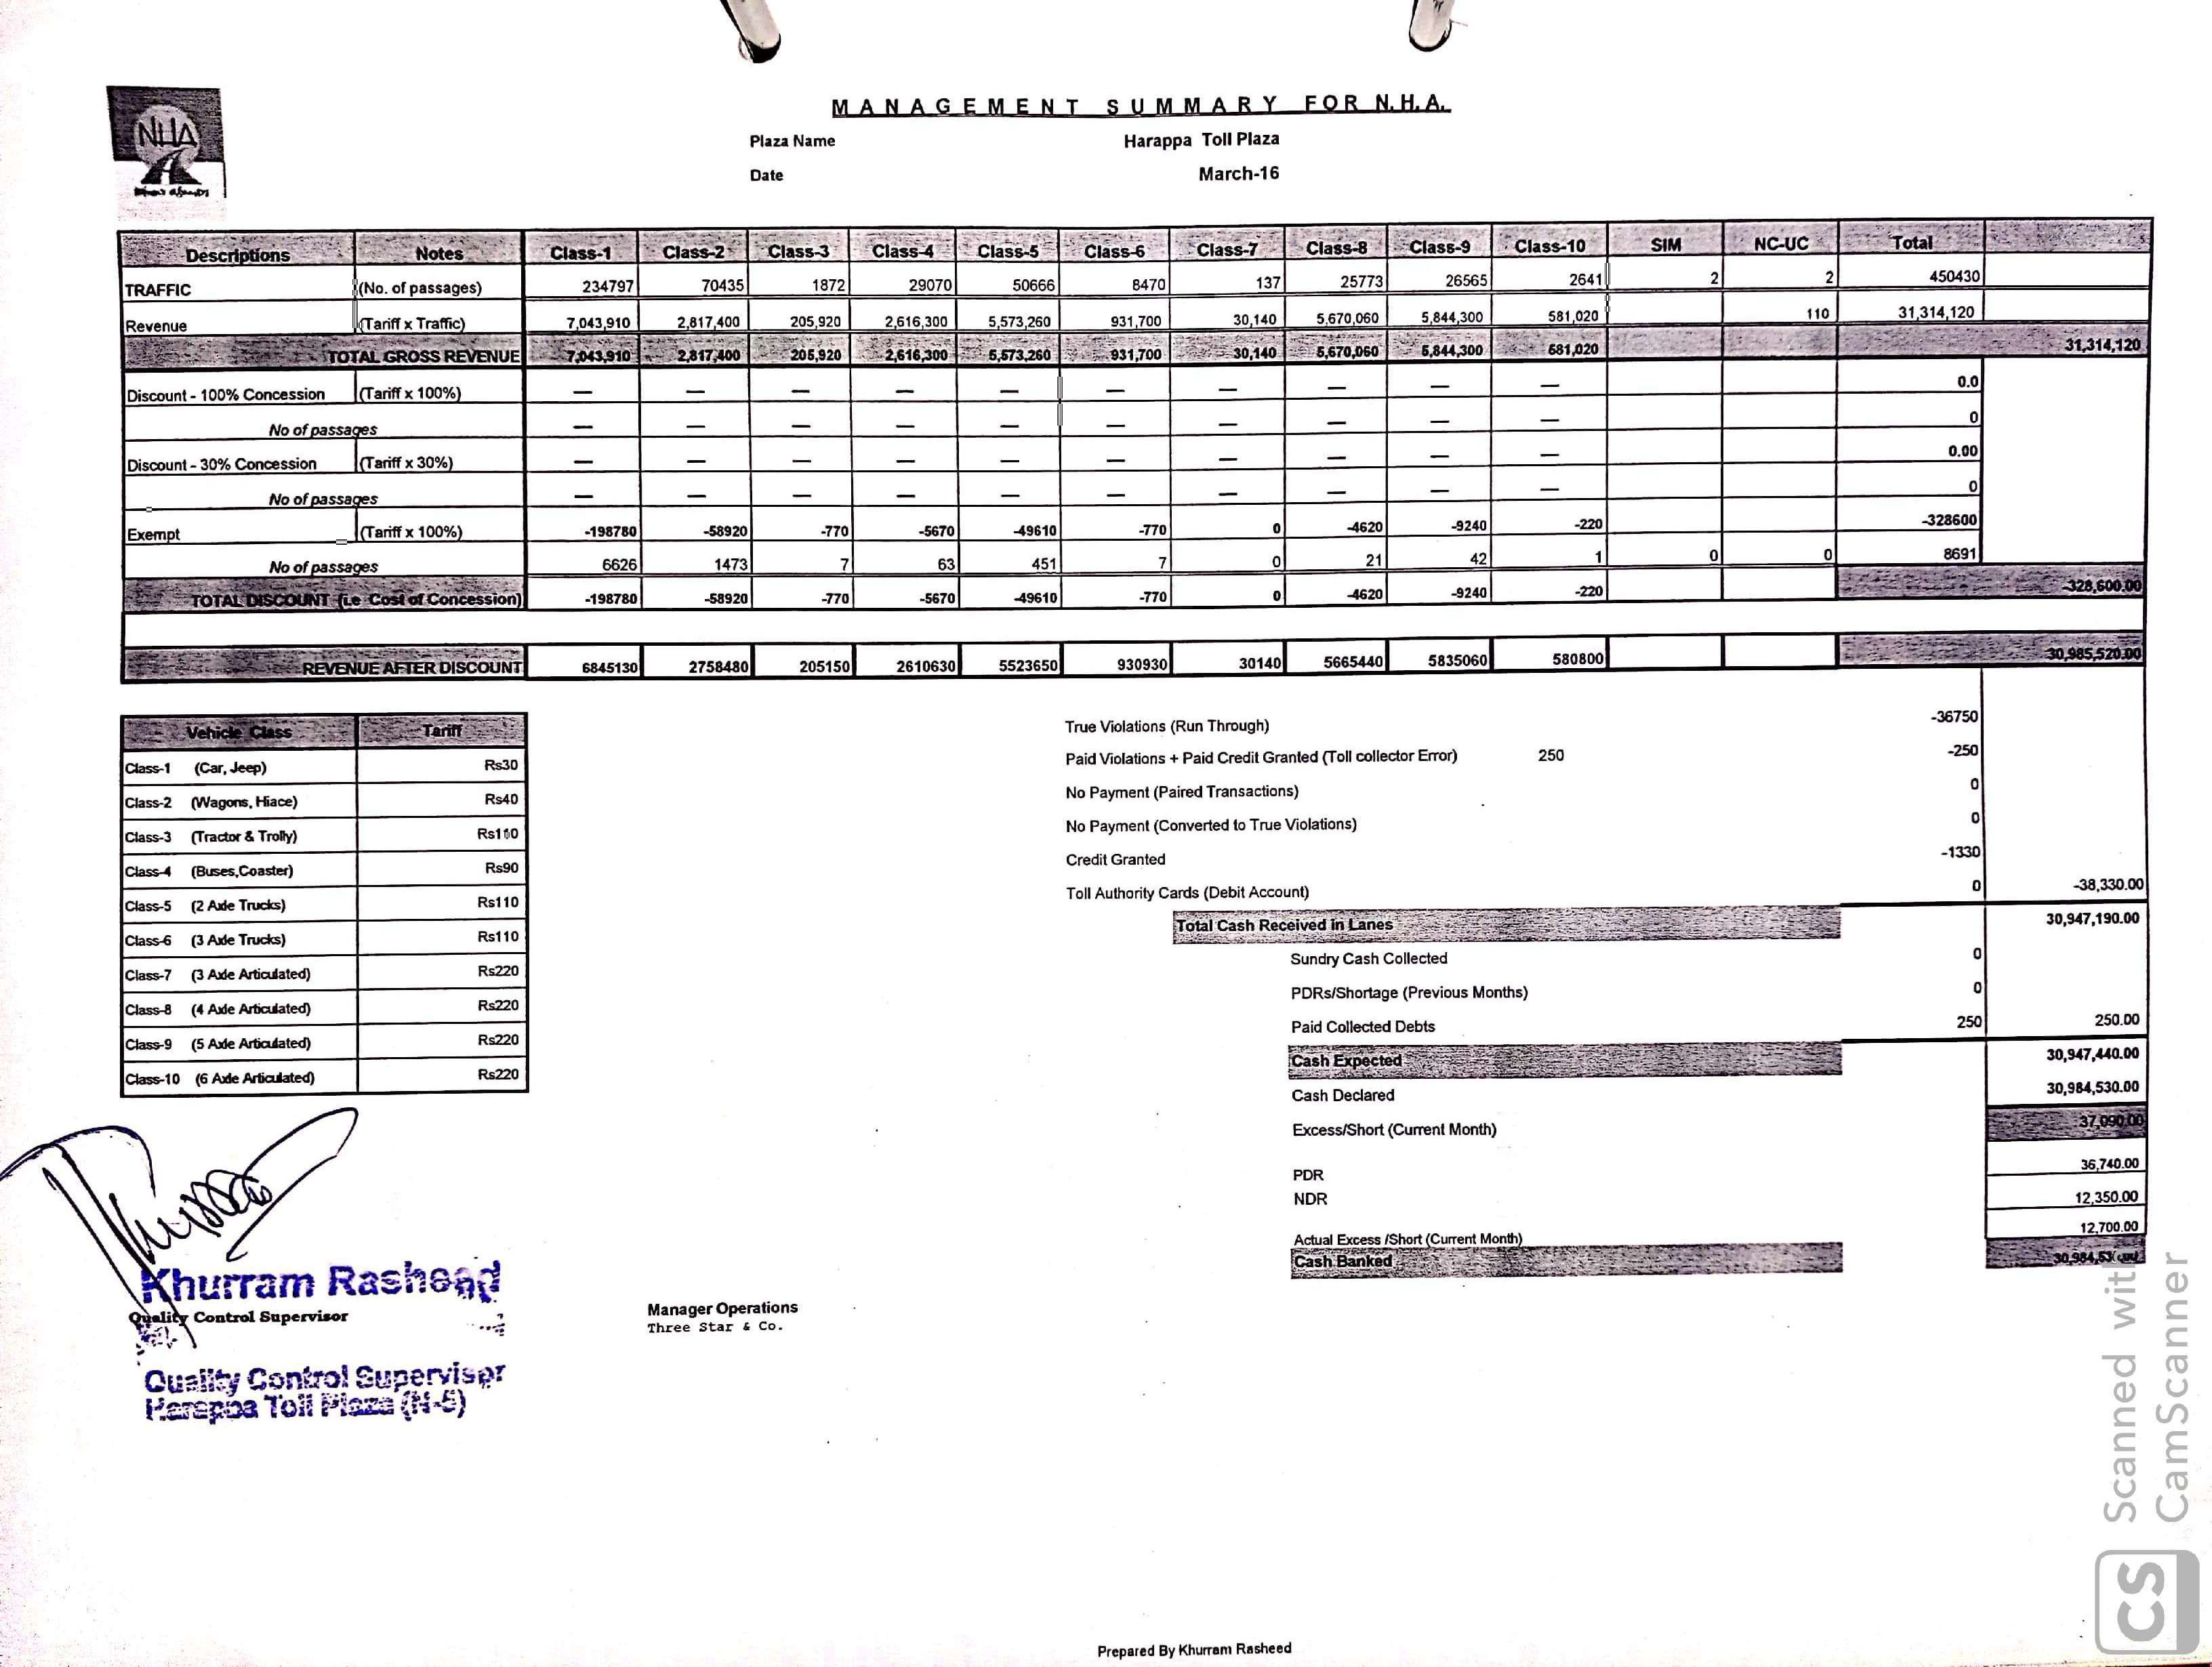 NHA
MANAGEMENT SUMMARY FOR N.H.A.
Plaza Name Harappa Toll Plaza
Date March-16
Descriptions Notes Class-1 Class-2 Class-3 Class-4 Class-5 Class-6 Class-7 Class-8 Class-9 Class-10 SIM NC-UC Total
TRAFFIC (No. of passages) 234797 70435 1872 29070 50666 8470 137 25773 26565 2641 2 2 450430
Revenue (Tariff x Traffic) 7,043,910 2,817,400 205,920 2,616,300 5,573,260 931,700 30,140 5,670,060 5,844,300 581,020 110 31,314,120
TOTAL GROSS REVENUE 7,043,910 2,817,400 205,920 2,616,300 5,573,260 931,700 30,140 5,670,060 5,844,300 581,020 31,314,120
Discount - 100% Concession (Tariff x 100%) — — — — — — — — — — 0.0
No of passages — — — — — — — — — — 0
Discount - 30% Concession (Tariff x 30%) — — — — — — — — — — 0.00
No of passages — — — — — — — — — — 0
Exempt (Tariff x 100%) -198780 -58920 -770 -5670 -49610 -770 0 -4620 -9240 -220 -328600
No of passages 6626 1473 7 63 451 7 0 21 42 1 0 0 8691
TOTAL DISCOUNT (i.e Cost of Concession) -198780 -58920 -770 -5670 -49610 -770 0 -4620 -9240 -220 -328,600.00
REVENUE AFTER DISCOUNT 6845130 2758480 205150 2610630 5523650 930930 30140 5665440 5835060 580800 30,985,520.00
Vehicle Class Tariff
Class-1 (Car, Jeep) Rs30
Class-2 (Wagons, Hiace) Rs40
Class-3 (Tractor & Trolly) Rs110
Class-4 (Buses,Coaster) Rs90
Class-5 (2 Axle Trucks) Rs110
Class-6 (3 Axle Trucks) Rs110
Class-7 (3 Axle Articulated) Rs220
Class-8 (4 Axle Articulated) Rs220
Class-9 (5 Axle Articulated) Rs220
Class-10 (6 Axle Articulated) Rs220
True Violations (Run Through) -36750
Paid Violations + Paid Credit Granted (Toll collector Error) 250 -250
No Payment (Paired Transactions) 0
No Payment (Converted to True Violations) 0
Credit Granted -1330
Toll Authority Cards (Debit Account) 0 -38,330.00
Total Cash Received in Lanes 30,947,190.00
Sundry Cash Collected 0
PDRs/Shortage (Previous Months) 0
Paid Collected Debts 250 250.00
Cash Expected 30,947,440.00
Cash Declared 30,984,530.00
Excess/Short (Current Month) 37,090.00
PDR 36,740.00
NDR 12,350.00
Actual Excess /Short (Current Month) 12,700.00
Cash Banked
Khurram Rasheed
Quality Control Supervisor
Quality Control Supervisor
Harappa Toll Plaza (N-5)
Manager Operations
Three Star & Co.
Prepared By Khurram Rasheed
Scanned with
CamScanner
CS